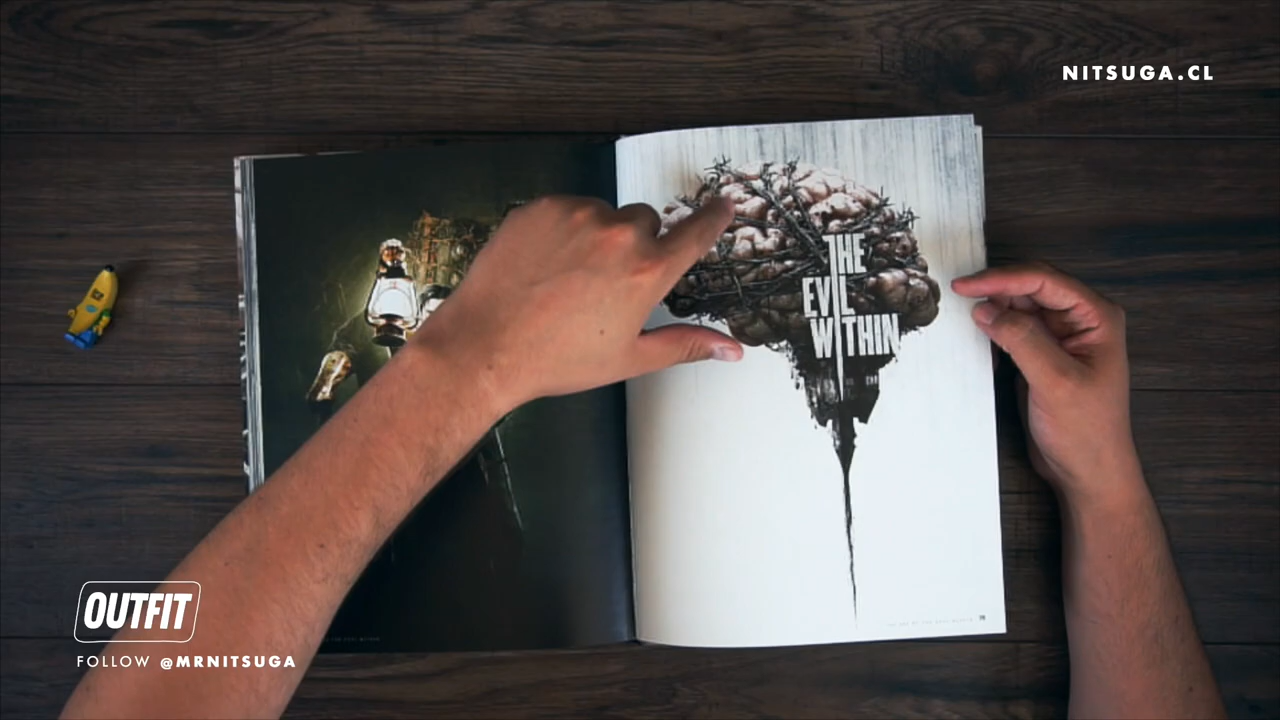 NITSUGA.CL
THE
EVIL
WITHIN
OUTFIT
FOLLOW @MRNITSUGA